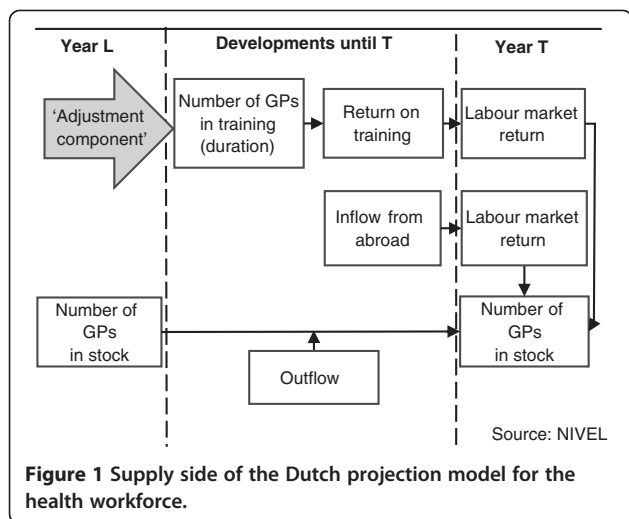 Year L
Developments until T
Year T
‘Adjustment
component’
Number of GPs
in training
(duration)
Return on
training
Labour market
return
Inflow from
abroad
Labour market
return
Number of
GPs
in stock
Outflow
Number of
GPs
in stock
Source: NIVEL
Figure 1 Supply side of the Dutch projection model for the
health workforce.